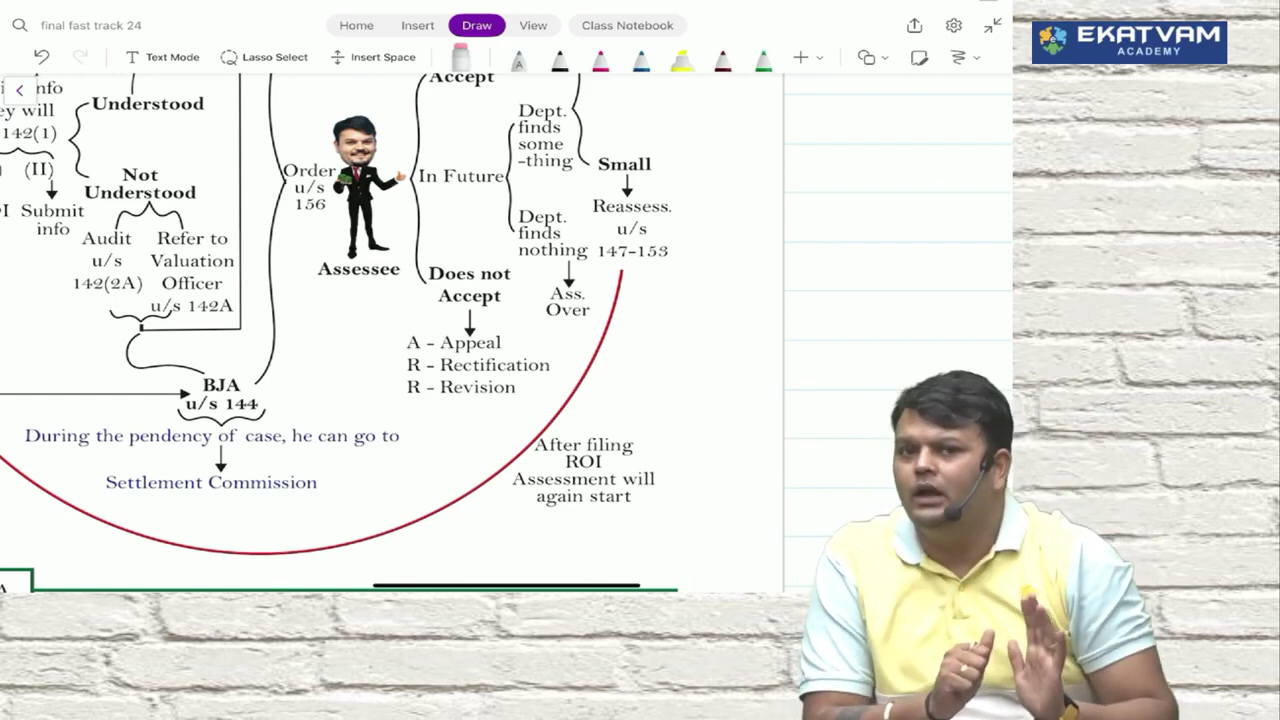 final fast track 24
Home
Insert
Draw
View
Class Notebook
EKATVAM
ACADEMY
Text Mode
Lasso Select
Insert Space
A
Accept
Understood
142(1)
(II)
Submit
info
Not
Understood
Audit
u/s
142(2A)
Refer to
Valuation
Officer
u/s 142A
Order
u/s
156
Assessee
In Future
Dept.
finds
some
-thing
Small
Reassess.
u/s
147-153
Dept.
finds
nothing
Ass.
Over
Does not
Accept
A - Appeal
R - Rectification
R - Revision
BJA
u/s 144
During the pendency of case, he can go to
Settlement Commission
After filing
ROI
Assessment will
again start